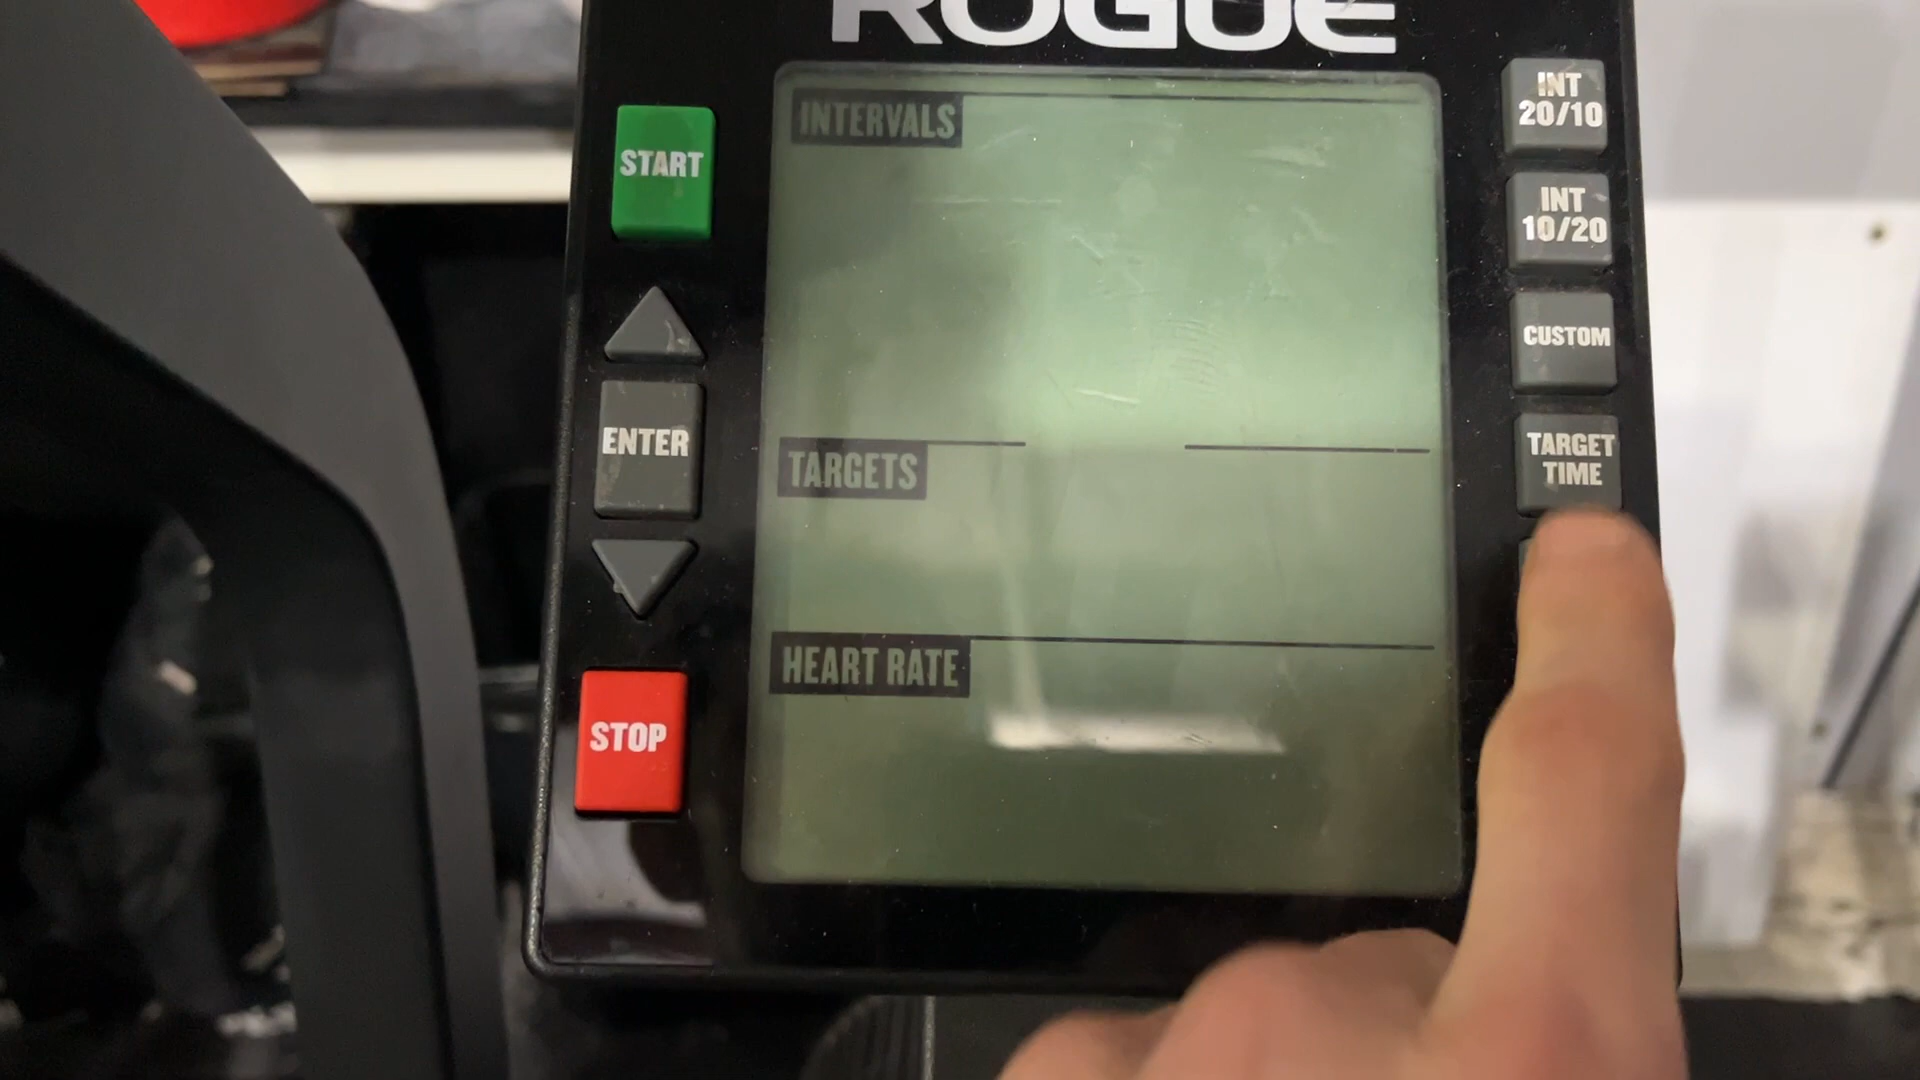 ROGUE
INTERVALS
TARGETS
HEART RATE
START
ENTER
STOP
INT
20/10
INT
10/20
CUSTOM
TARGET
TIME